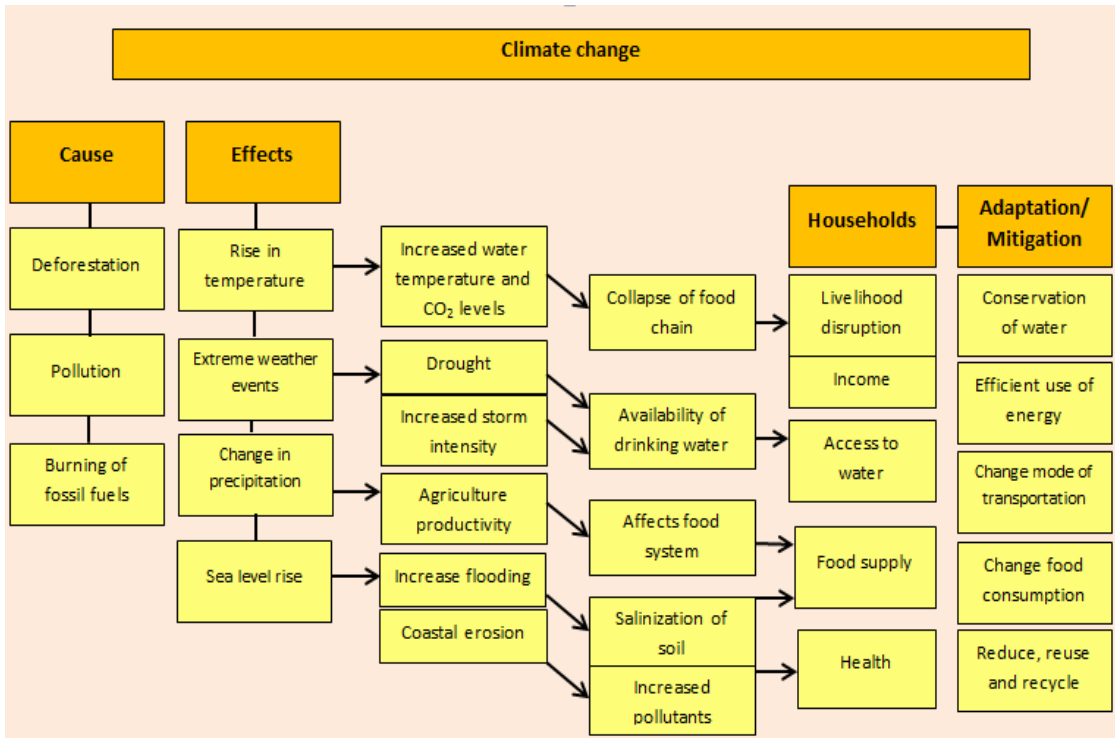 Climate change
Cause
Deforestation
Pollution
Burning of
fossil fuels
Effects
Rise in
temperature
Extreme weather
events
Change in
precipitation
Sea level rise
Increased water
temperature and
CO₂ levels
Drought
Increased storm
intensity
Agriculture
productivity
Increase flooding
Coastal erosion
Collapse of food
chain
Availability of
drinking water
Affects food
system
Salinization of
soil
Increased
pollutants
Households
Livelihood
disruption
Income
Access to
water
Food supply
Health
Adaptation/
Mitigation
Conservation
of water
Efficient use of
energy
Change mode of
transportation
Change food
consumption
Reduce, reuse
and recycle